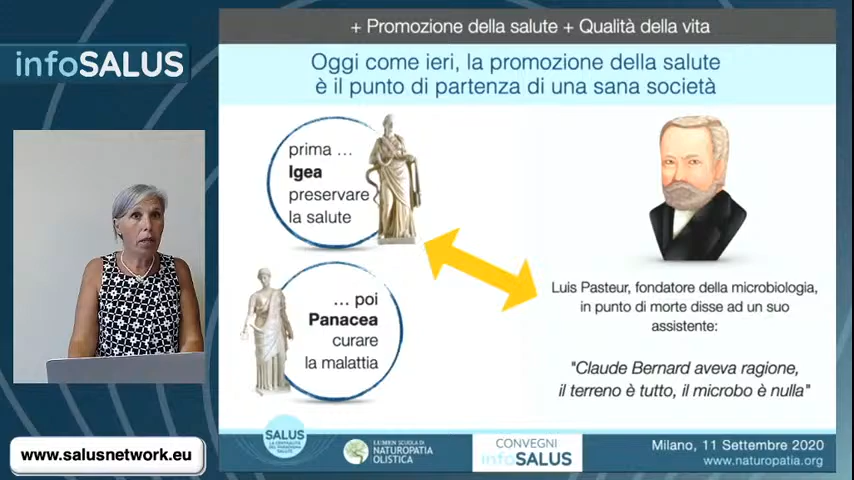 + Promozione della salute + Qualità della vita
infoSALUS
Oggi come ieri, la promozione della salute
è il punto di partenza di una sana società
prima ...
Igea
preservare
la salute
... poi
Panacea
curare
la malattia
Luis Pasteur, fondatore della microbiologia,
in punto di morte disse ad un suo
assistente:
"Claude Bernard aveva ragione,
il terreno è tutto, il microbo è nulla"
www.salusnetwork.eu
SALUS
LUMEN SCUOLA DI
NATUROPATIA
OLISTICA
CONVEGNI
infoSALUS
Milano, 11 Settembre 2020
www.naturopatia.org